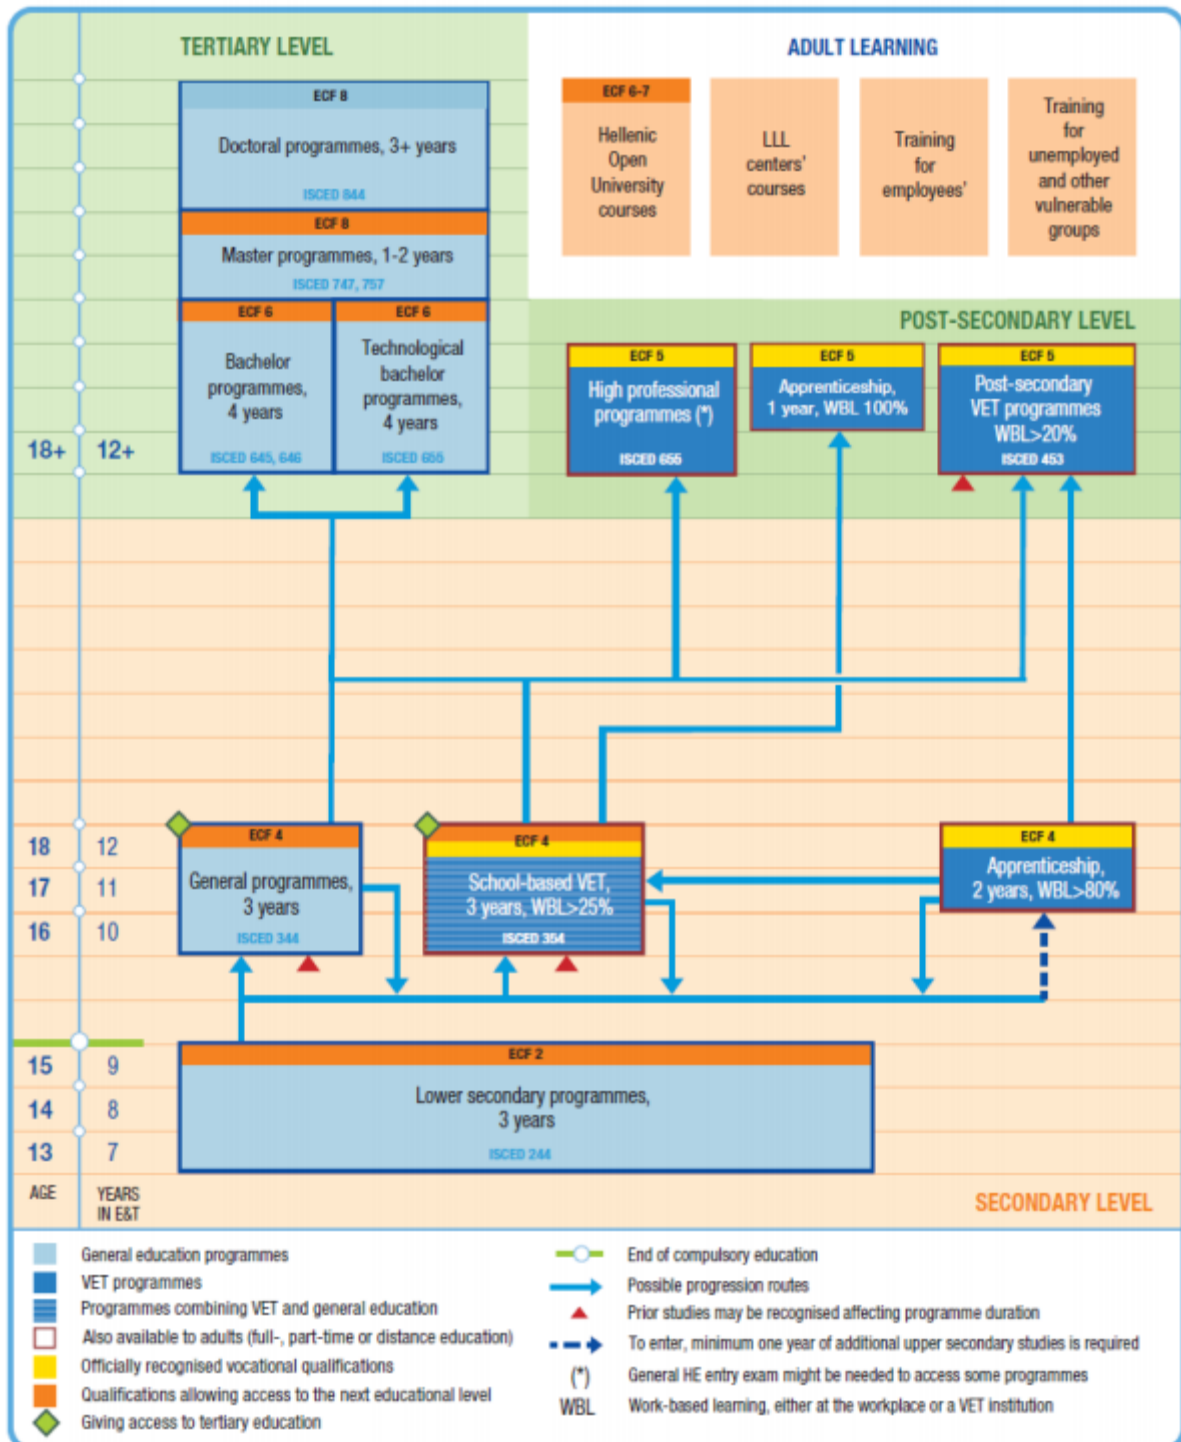 TERTIARY LEVEL
ECF 8
Doctoral programmes, 3+ years
ISCED 844
ECF 8
Master programmes, 1-2 years
ISCED 747, 757
ECF 6
Bachelor
programmes,
4 years
ISCED 645, 646
ECF 6
Technological
bachelor
programmes,
4 years
ISCED 655
ADULT LEARNING
ECF 6-7
Hellenic
Open
University
courses
LLL
centers'
courses
Training
for
employees'
Training
for
unemployed
and other
vulnerable
groups
POST-SECONDARY LEVEL
ECF 5
High professional
programmes (*)
ISCED 655
ECF 5
Apprenticeship,
1 year, WBL 100%
ECF 5
Post-secondary
VET programmes
WBL>20%
ISCED 453
18+ 12+
18 12
17 11
16 10
ECF 4
General programmes,
3 years
ISCED 344
ECF 4
School-based VET,
3 years, WBL>25%
ISCED 354
ECF 4
Apprenticeship,
2 years, WBL>80%
15 9
14 8
13 7
ECF 2
Lower secondary programmes,
3 years
ISCED 244
AGE
YEARS
IN E&T
SECONDARY LEVEL
General education programmes
VET programmes
Programmes combining VET and general education
Also available to adults (full-, part-time or distance education)
Officially recognised vocational qualifications
Qualifications allowing access to the next educational level
Giving access to tertiary education
End of compulsory education
Possible progression routes
Prior studies may be recognised affecting programme duration
To enter, minimum one year of additional upper secondary studies is required
(*) General HE entry exam might be needed to access some programmes
WBL Work-based learning, either at the workplace or a VET institution